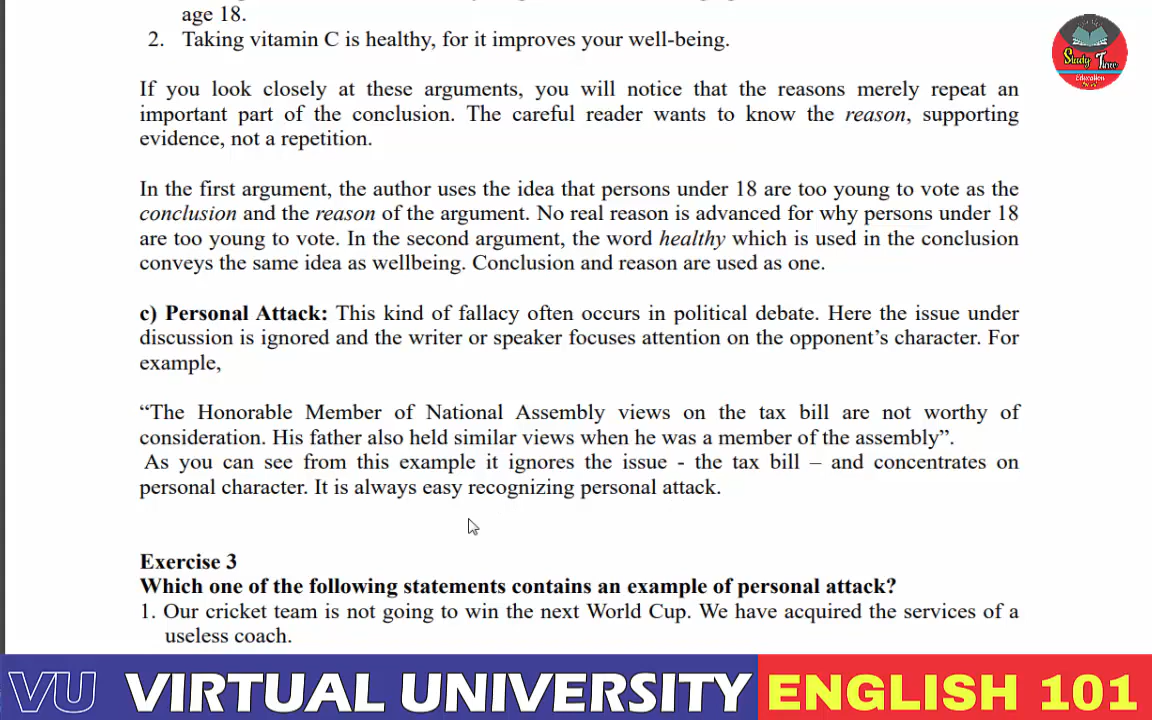 age 18.
2. Taking vitamin C is healthy, for it improves your well-being.
If you look closely at these arguments, you will notice that the reasons merely repeat an
important part of the conclusion. The careful reader wants to know the reason, supporting
evidence, not a repetition.
In the first argument, the author uses the idea that persons under 18 are too young to vote as the
conclusion and the reason of the argument. No real reason is advanced for why persons under 18
are too young to vote. In the second argument, the word healthy which is used in the conclusion
conveys the same idea as wellbeing. Conclusion and reason are used as one.
c) Personal Attack: This kind of fallacy often occurs in political debate. Here the issue under
discussion is ignored and the writer or speaker focuses attention on the opponent’s character. For
example,
“The Honorable Member of National Assembly views on the tax bill are not worthy of
consideration. His father also held similar views when he was a member of the assembly”.
As you can see from this example it ignores the issue - the tax bill – and concentrates on
personal character. It is always easy recognizing personal attack.
Exercise 3
Which one of the following statements contains an example of personal attack?
1. Our cricket team is not going to win the next World Cup. We have acquired the services of a
useless coach.
VU VIRTUAL UNIVERSITY ENGLISH 101
Study Time
Education